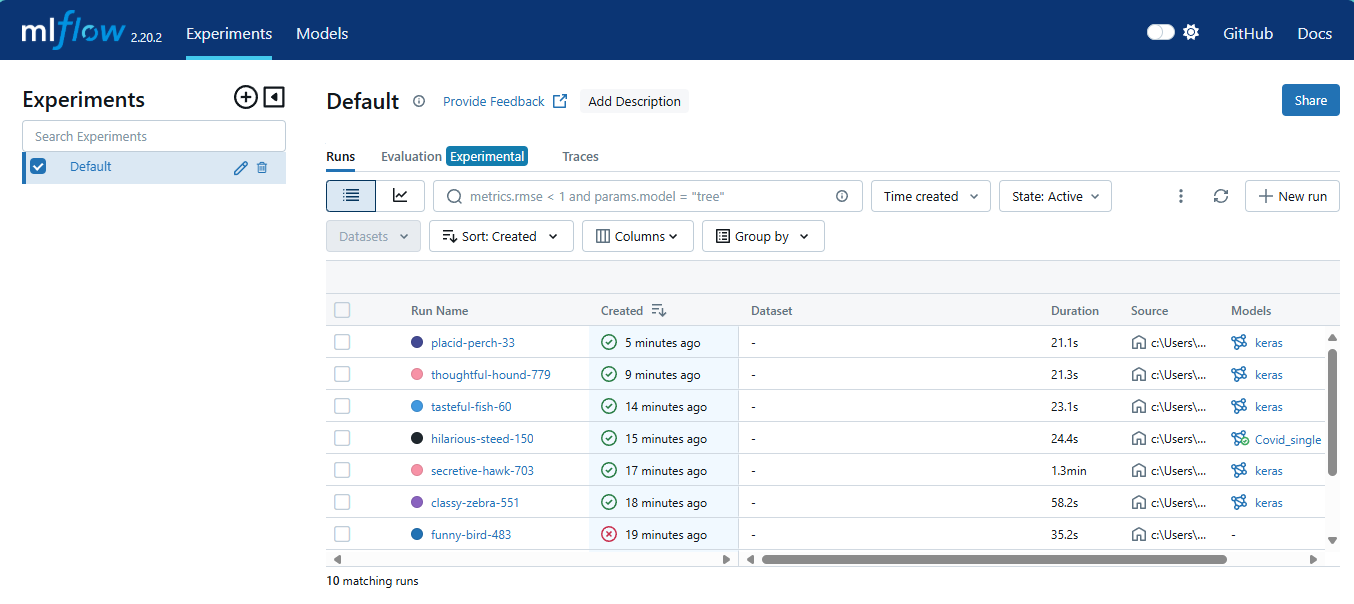 mlflow 2.20.2 Experiments Models GitHub Docs
Experiments
Search Experiments
Default
Default Provide Feedback Add Description Share
Runs Evaluation Experimental Traces
metrics.rmse < 1 and params.model = "tree" Time created State: Active New run
Datasets Sort: Created Columns Group by
Run Name Created Dataset Duration Source Models
placid-perch-33 5 minutes ago - 21.1s c:\Users\... keras
thoughtful-hound-779 9 minutes ago - 21.3s c:\Users\... keras
tasteful-fish-60 14 minutes ago - 23.1s c:\Users\... keras
hilarious-steed-150 15 minutes ago - 24.4s c:\Users\... Covid_single
secretive-hawk-703 17 minutes ago - 1.3min c:\Users\... keras
classy-zebra-551 18 minutes ago - 58.2s c:\Users\... keras
funny-bird-483 19 minutes ago - 35.2s c:\Users\... -
10 matching runs